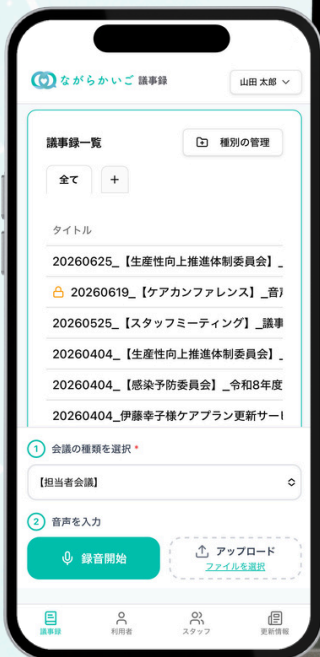 ながらかいご 議事録
山田 太郎
議事録一覧
種別の管理
全て
+
タイトル
20260625_【生産性向上推進体制委員会】_
20260619_【ケアカンファレンス】_音
20260525_【スタッフミーティング】_議事
20260404_【生産性向上推進体制委員会】_
20260404_【感染予防委員会】_令和8年度
20260404_伊藤幸子様ケアプラン更新サー
1 会議の種類を選択 *
【担当者会議】
2 音声を入力
録音開始
アップロード
ファイルを選択
議事録
利用者
スタッフ
更新情報